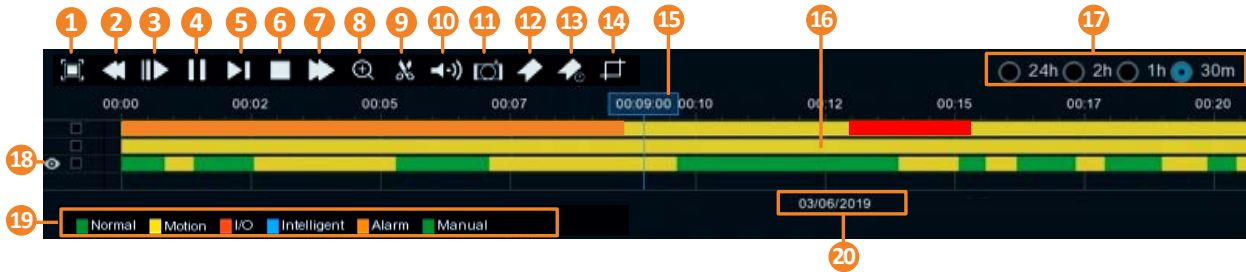 1 2 3 4 5 6 7 8 9 10 11 12 13 14 15 16 17
24h 2h 1h 30m
00:00 00:02 00:05 00:07 00:09:00 00:10 00:12 00:15 00:17 00:20
18
19 Normal Motion I/O Intelligent Alarm Manual
03/06/2019
20